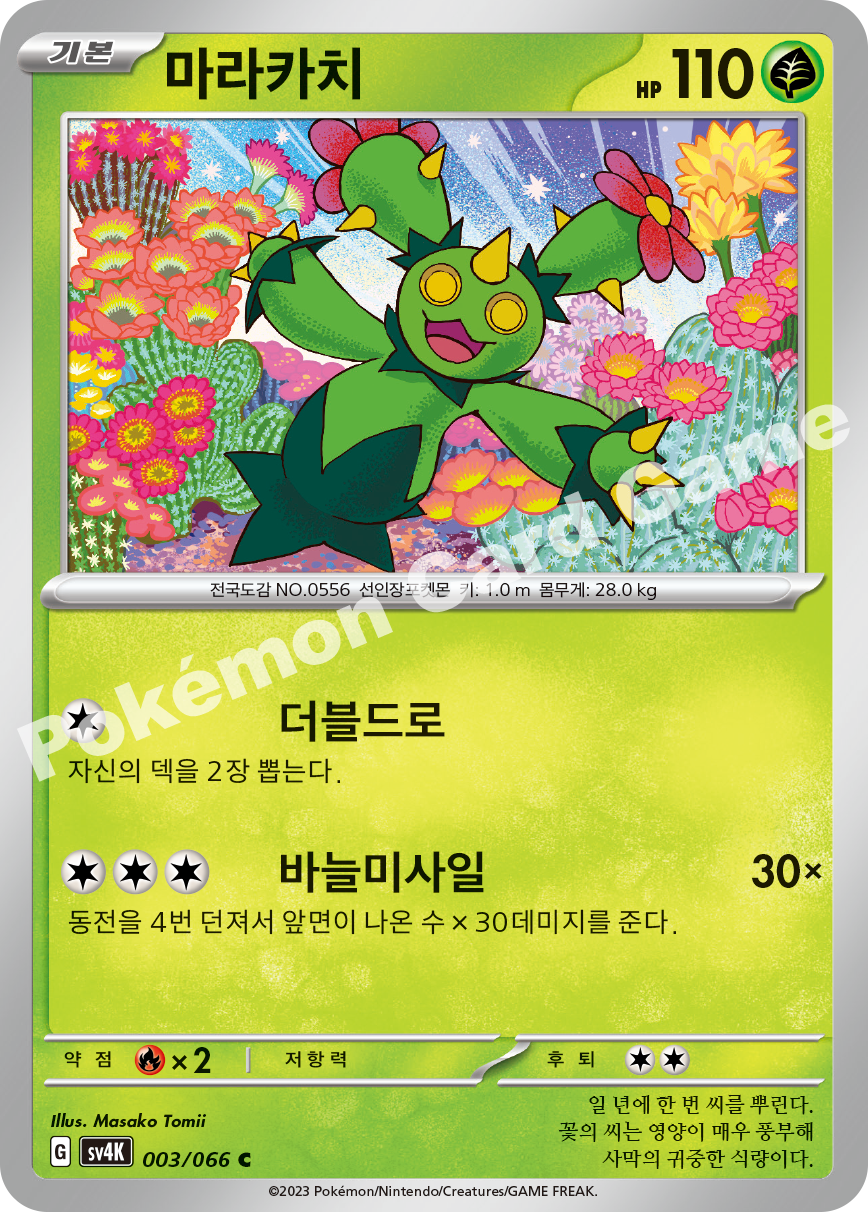 기본 마라카치 HP 110
전국도감 NO.0556 선인장포켓몬 키: 1.0 m 몸무게: 28.0 kg
Pokémon Card Game
더블드로
자신의 덱을 2장 뽑는다.
바늘미사일 30×
동전을 4번 던져서 앞면이 나온 수 × 30데미지를 준다.
약점 ×2 저항력 후퇴
Illus. Masako Tomii
일 년에 한 번 씨를 뿌린다.
꽃의 씨는 영양이 매우 풍부해
사막의 귀중한 식량이다.
G SV4K 003/066 C
©2023 Pokémon/Nintendo/Creatures/GAME FREAK.